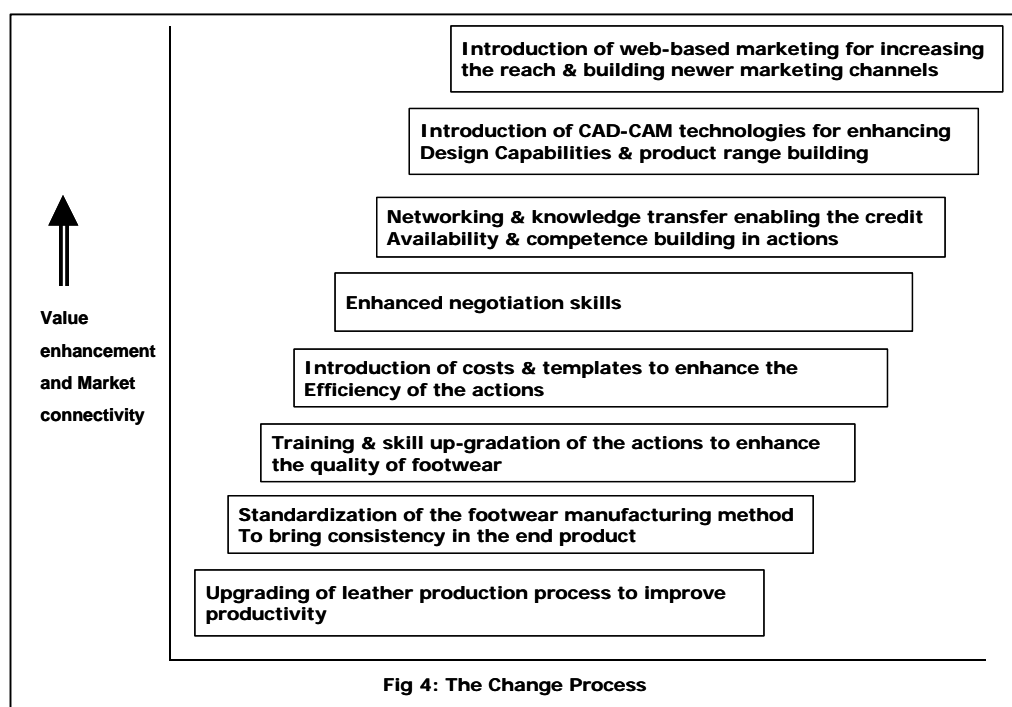 Introduction of web-based marketing for increasing
the reach & building newer marketing channels
Introduction of CAD-CAM technologies for enhancing
Design Capabilities & product range building
Networking & knowledge transfer enabling the credit
Availability & competence building in actions
Enhanced negotiation skills
Introduction of costs & templates to enhance the
Efficiency of the actions
Training & skill up-gradation of the actions to enhance
the quality of footwear
Standardization of the footwear manufacturing method
To bring consistency in the end product
Upgrading of leather production process to improve
productivity
Value
enhancement
and Market
connectivity
Fig 4: The Change Process